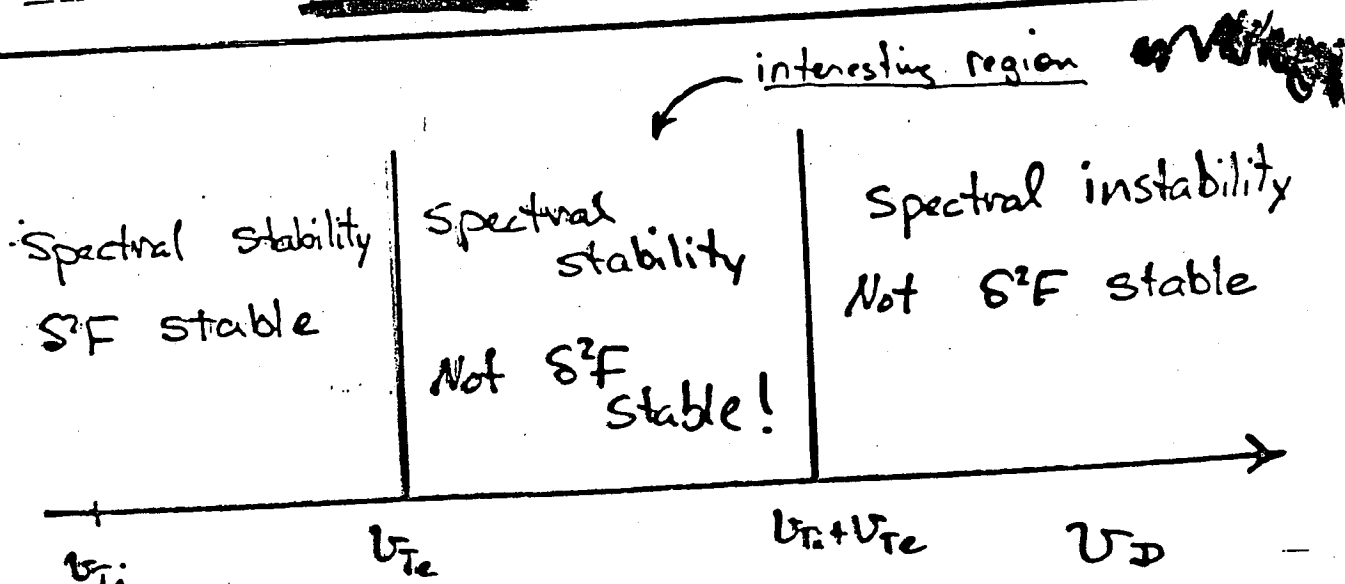 interesting region
Spectral stability
δ²F stable
Spectral
stability
Not δ²F
stable!
Spectral instability
Not δ²F stable
v_Ti
v_Te
v_Ti + v_Te
v_D